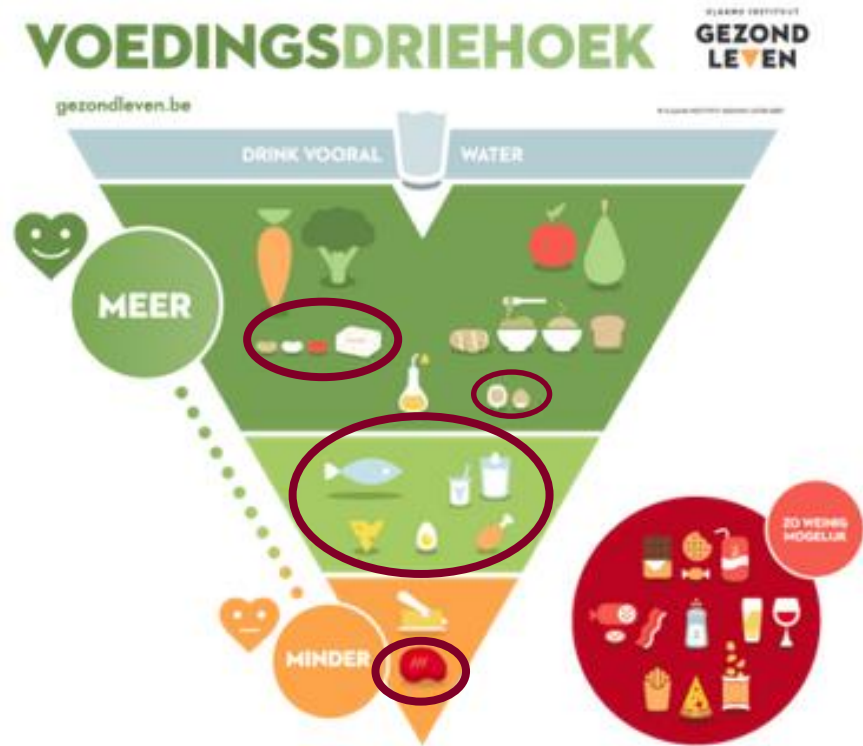 VOEDINGSDRIEHOEK
VLAAMS INSTITUUT
GEZOND
LEVEN
gezondleven.be
DRINK VOORAL WATER
MEER
MINDER
ZO WEINIG
MOGELIJK